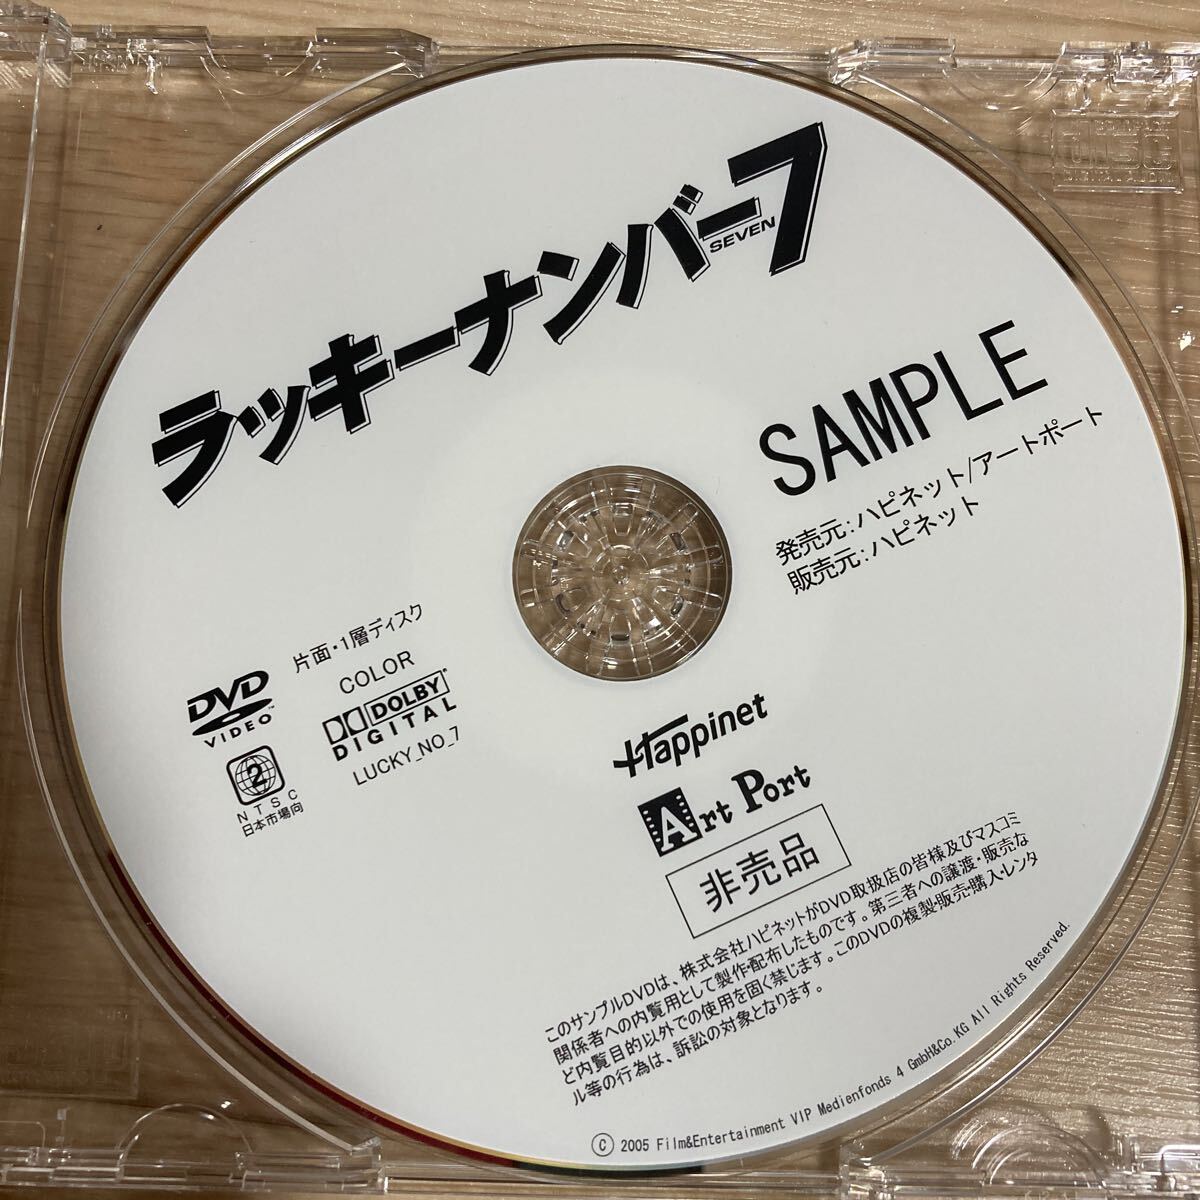 ラッキーナンバー7
SEVEN
SAMPLE
発売元:ハピネット/アートポート
販売元:ハピネット
片面・1層ディスク
COLOR
DVD
VIDEO
DOLBY
DIGITAL
LUCKY_NO_7
2
NTSC
日本市場向
Happinet
Art Port
非売品
このサンプルDVDは、株式会社ハピネットがDVD取扱店の皆様及びマスコミ
関係者への内覧用として製作・配布したものです。第三者への譲渡・販売な
ど内覧目的以外での使用を固く禁じます。このDVDの複製・販売・購入・レンタ
ル等の行為は、訴訟の対象となります。
© 2005 Film&Entertainment VIP Medienfonds 4 GmbH&Co.KG All Rights Reserved.